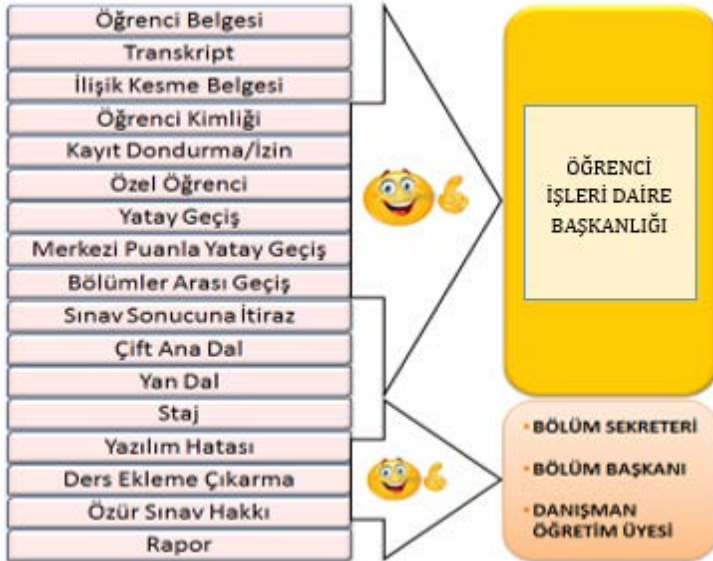 Öğrenci Belgesi
Transkript
İlişik Kesme Belgesi
Öğrenci Kimliği
Kayıt Dondurma/İzin
Özel Öğrenci
Yatay Geçiş
Merkezi Puanla Yatay Geçiş
Bölümler Arası Geçiş
Sınav Sonucuna İtiraz
Çift Ana Dal
Yan Dal
Staj
Yazılım Hatası
Ders Ekleme Çıkarma
Özür Sınav Hakkı
Rapor
ÖĞRENCİ
İŞLERİ DAİRE
BAŞKANLIĞI
• BÖLÜM SEKRETERİ
• BÖLÜM BAŞKANI
• DANIŞMAN
ÖĞRETİM ÜYESİ